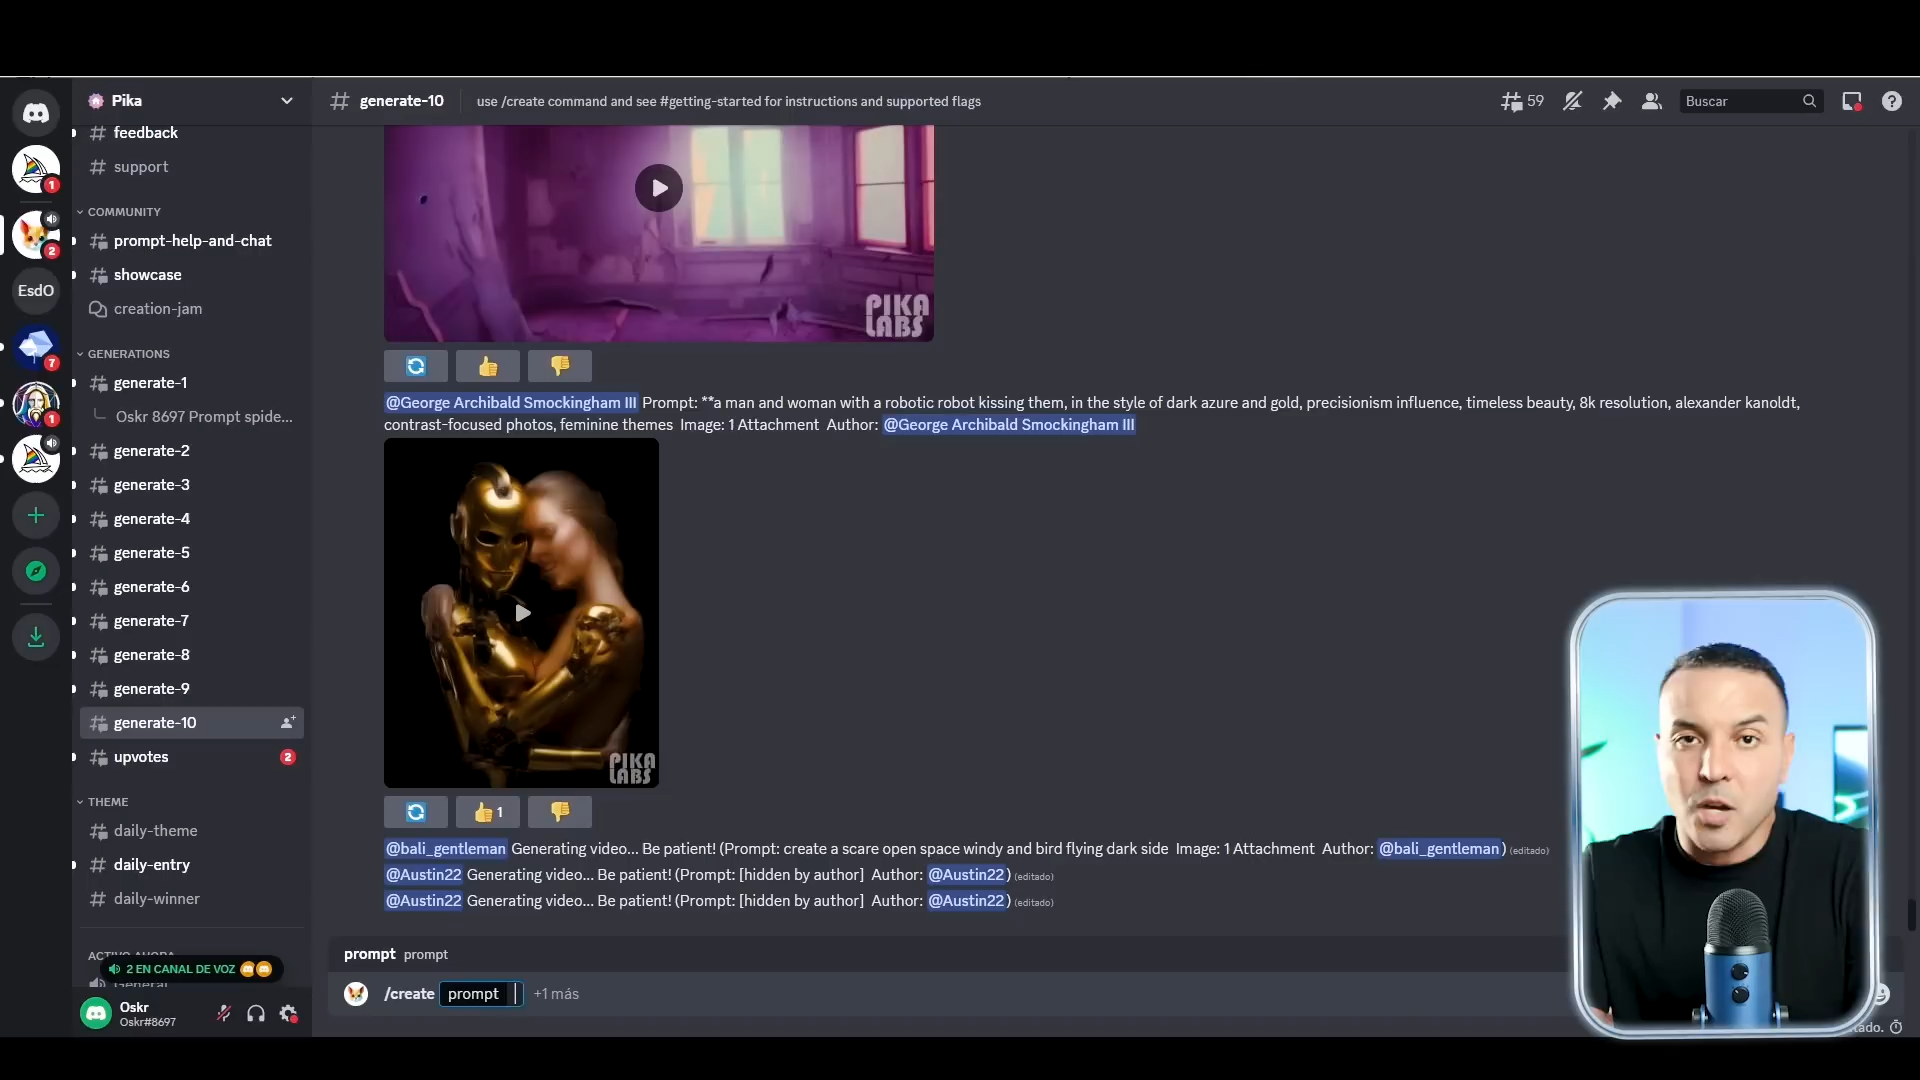 Pika
generate-10
use /create command and see #getting-started for instructions and supported flags
59
Buscar
feedback
support
COMMUNITY
prompt-help-and-chat
showcase
creation-jam
GENERATIONS
generate-1
Oskr 8697 Prompt spide...
generate-2
generate-3
generate-4
generate-5
generate-6
generate-7
generate-8
generate-9
generate-10
upvotes
2
THEME
daily-theme
daily-entry
daily-winner
ACTIVO AHORA
2 EN CANAL DE VOZ
General
Oskr
Oskr#8697
1
2
EsdO
7
1
PIKA
LABS
@George Archibald Smockingham III Prompt: **a man and woman with a robotic robot kissing them, in the style of dark azure and gold, precisionism influence, timeless beauty, 8k resolution, alexander kanoldt,
contrast-focused photos, feminine themes Image: 1 Attachment Author: @George Archibald Smockingham III
PIKA
LABS
1
@bali_gentleman Generating video... Be patient! (Prompt: create a scare open space windy and bird flying dark side Image: 1 Attachment Author: @bali_gentleman) (editado)
@Austin22 Generating video... Be patient! (Prompt: [hidden by author] Author: @Austin22) (editado)
@Austin22 Generating video... Be patient! (Prompt: [hidden by author] Author: @Austin22) (editado)
prompt prompt
/create prompt +1 más